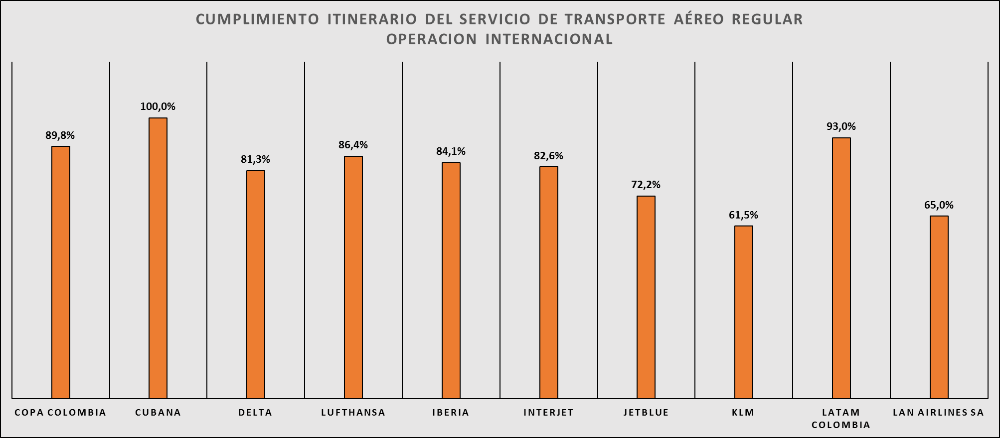 CUMPLIMIENTO ITINERARIO DEL SERVICIO DE TRANSPORTE AÉREO REGULAR
OPERACION INTERNACIONAL
89,8%
100,0%
81,3%
86,4%
84,1%
82,6%
72,2%
61,5%
93,0%
65,0%
COPA COLOMBIA
CUBANA
DELTA
LUFTHANSA
IBERIA
INTERJET
JETBLUE
KLM
LATAM
COLOMBIA
LAN AIRLINES SA